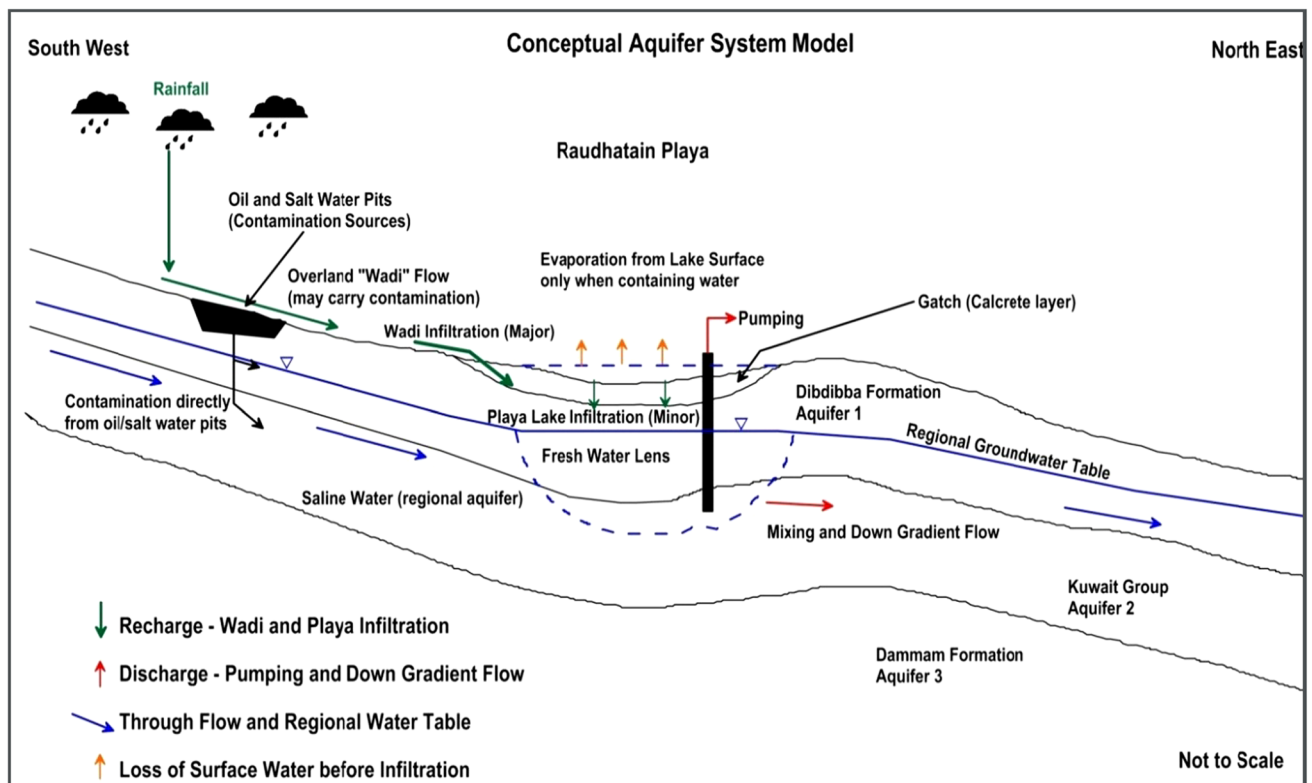 Conceptual Aquifer System Model
South West
North East
Rainfall
Raudhatain Playa
Oil and Salt Water Pits
(Contamination Sources)
Overland "Wadi" Flow
(may carry contamination)
Evaporation from Lake Surface
only when containing water
Gatch (Calcrete layer)
Pumping
Wadi Infiltration (Major)
Contamination directly
from oil/salt water pits
Playa Lake Infiltration (Minor)
Dibdibba Formation
Aquifer 1
Regional Groundwater Table
Fresh Water Lens
Saline Water (regional aquifer)
Mixing and Down Gradient Flow
Kuwait Group
Aquifer 2
Dammam Formation
Aquifer 3
Recharge - Wadi and Playa Infiltration
Discharge - Pumping and Down Gradient Flow
Through Flow and Regional Water Table
Loss of Surface Water before Infiltration
Not to Scale